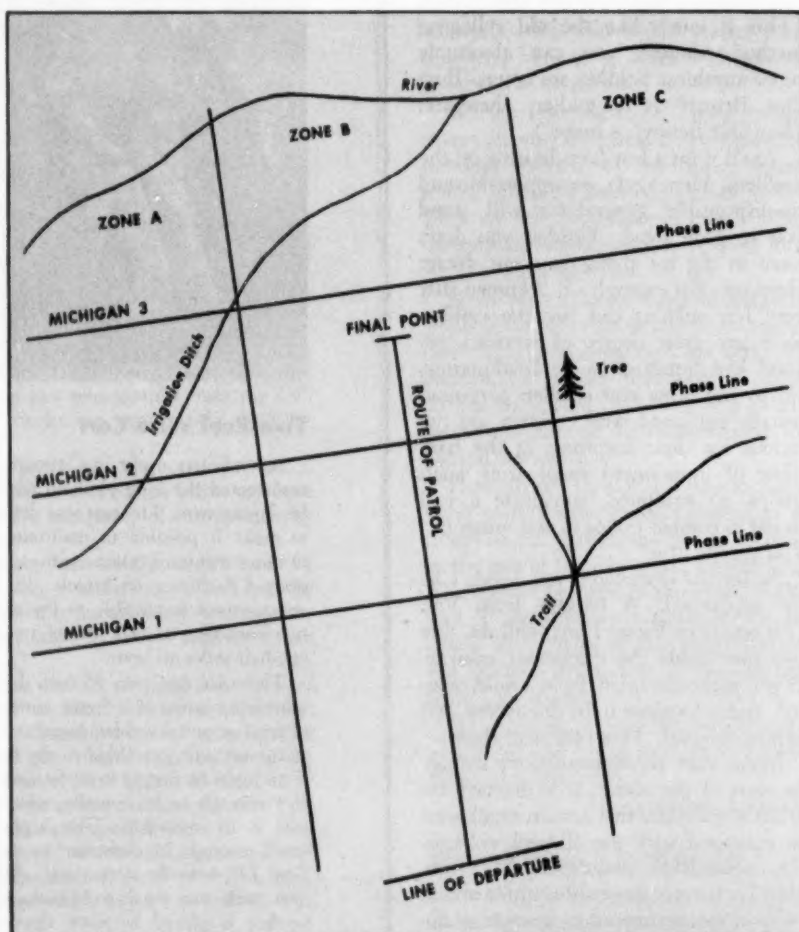 River
ZONE C
ZONE B
ZONE A
Phase Line
MICHIGAN 3
FINAL POINT
Irrigation Ditch
Tree
ROUTE OF PATROL
Phase Line
MICHIGAN 2
Phase Line
Trail
MICHIGAN 1
LINE OF DEPARTURE